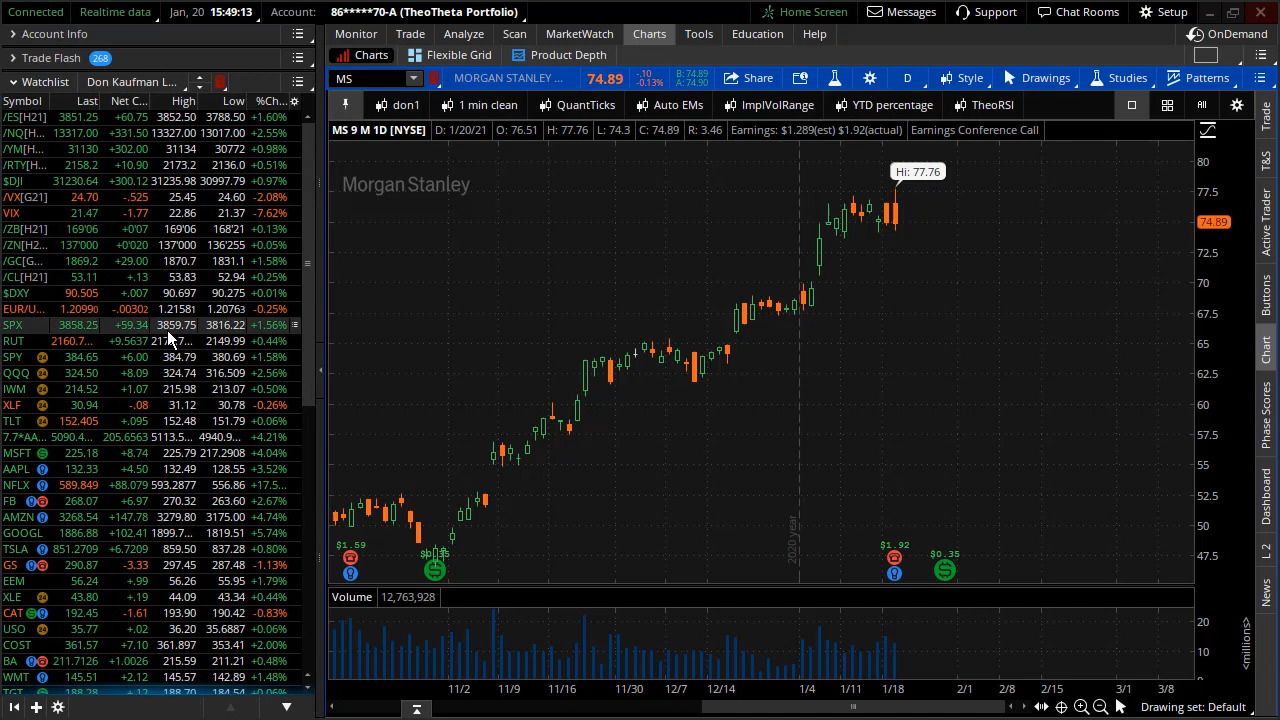 Connected Realtime data Jan, 20 15:49:13 Account: 86*****70-A (TheoTheta Portfolio) Home Screen Messages Support Chat Rooms Setup
Account Info Monitor Trade Analyze Scan MarketWatch Charts Tools Education Help OnDemand
Trade Flash 268 Charts Flexible Grid Product Depth
Watchlist Don Kaufman L... MS MORGAN STANLEY ... 74.89 -.10 -0.13% B: 74.89 A: 74.90 Share D Style Drawings Studies Patterns
Symbol Last Net C... High Low %Ch... don1 1 min clean QuantTicks Auto EMs ImplVolRange YTD percentage TheoRSI All
/ES[H21] 3851.25 +60.75 3852.50 3788.50 +1.60%
MS 9 M 1D [NYSE] D: 1/20/21 O: 76.51 H: 77.76 L: 74.3 C: 74.89 R: 3.46 Earnings: $1.289(est) $1.92(actual) Earnings Conference Call
/NQ[H... 13317.00 +331.50 13327.00 13017.00 +2.55%
/YM[H... 31130 +302.00 31134 30772 +0.98%
/RTY[H... 2158.2 +10.90 2173.2 2136.0 +0.51%
$DJI 31230.64 +300.12 31235.98 30997.79 +0.97%
/VX[G21] 24.70 -.525 25.45 24.60 -2.08%
VIX 21.47 -1.77 22.86 21.37 -7.62%
/ZB[H21] 169'06 +0'07 169'06 168'21 +0.13%
/ZN[H... 137'000 +0'020 137'000 136'255 +0.05%
/GC[G... 1869.2 +29.00 1870.7 1831.1 +1.58%
/CL[H21] 53.11 +.13 53.83 52.94 +0.25%
$DXY 90.505 +.007 90.697 90.275 +0.01%
EUR/U... 1.20990 -.00302 1.21581 1.20763 -0.25%
SPX 3858.25 +59.34 3859.75 3816.22 +1.56%
RUT 2160.7... +9.5637 2149.99 +0.44%
SPY 384.65 +6.00 384.79 380.69 +1.58%
QQQ 324.50 +8.09 324.74 316.509 +2.56%
IWM 214.52 +1.07 215.98 213.07 +0.50%
XLF 30.94 -.08 31.12 30.78 -0.26%
TLT 152.405 +.095 152.48 151.79 +0.06%
7.7*AA... 5090.4... 205.6563 5113.5... 4940.9... +4.21%
MSFT 225.18 +8.74 225.79 217.2908 +4.04%
AAPL 132.33 +4.50 132.49 128.55 +3.52%
NFLX 589.849 +88.079 593.2877 556.86 +17.5...
FB 268.07 +6.97 270.32 263.60 +2.67%
AMZN 3268.54 +147.78 3279.80 3175.00 +4.74%
GOOGL 1886.88 +102.41 1899.7... 1819.51 +5.74%
TSLA 851.2709 +6.7209 859.50 837.28 +0.80%
GS 290.87 -3.33 297.45 287.48 -1.13%
EEM 56.24 +.99 56.26 55.95 +1.79%
XLE 43.80 +.19 44.09 43.34 +0.44%
CAT 192.45 -1.61 193.90 190.42 -0.83%
USO 35.77 +.02 36.20 35.6887 +0.06%
COST 361.57 +7.10 361.897 353.41 +2.00%
BA 211.7126 +1.0026 215.59 211.21 +0.48%
WMT 145.51 +2.12 145.57 142.89 +1.48%
TGT 188.28 +.12 188.70 184.54 +0.06%
Morgan Stanley
Hi: 77.76
80
77.5
74.89
72.5
70
67.5
65
62.5
60
57.5
55
52.5
50
47.5
2020 year
$1.59 $1.92 $0.35
Volume 12,763,928
20
10
<millions>
11/2 11/9 11/16 11/30 12/7 12/14 1/4 1/11 1/18 2/1 2/8 2/15 3/1 3/8
Drawing set: Default
Trade
T&S
Active Trader
Buttons
Chart
Phase Scores
Dashboard
L 2
News